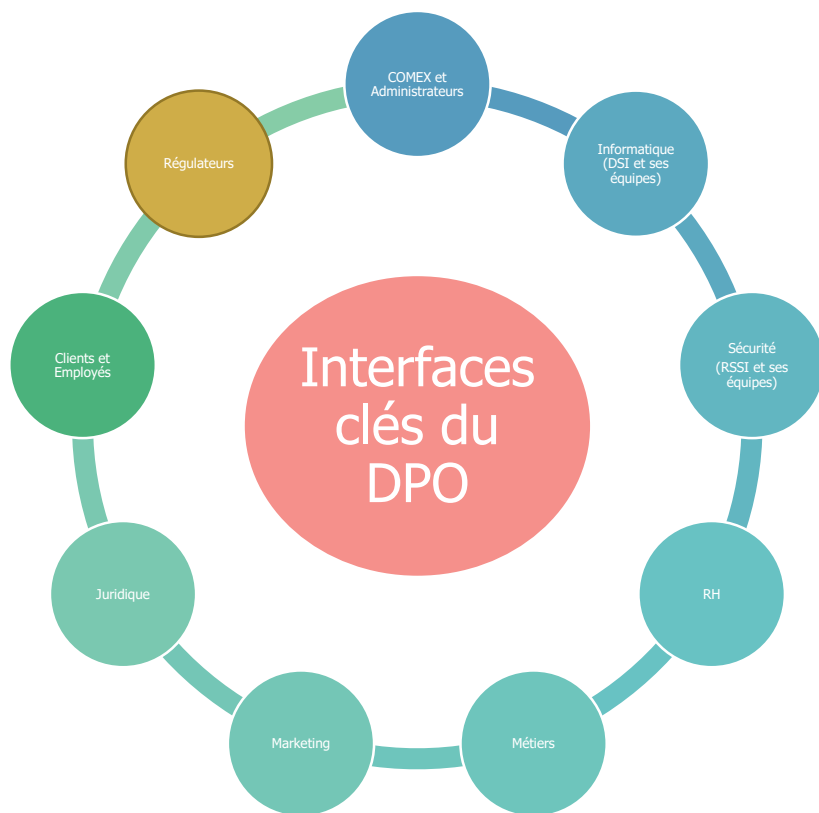 COMEX et
Administrateurs
Informatique
(DSI et ses
équipes)
Régulateurs
Sécurité
(RSSI et ses
équipes)
Clients et
Employés
Interfaces
clés du
DPO
Juridique
RH
Marketing
Métiers